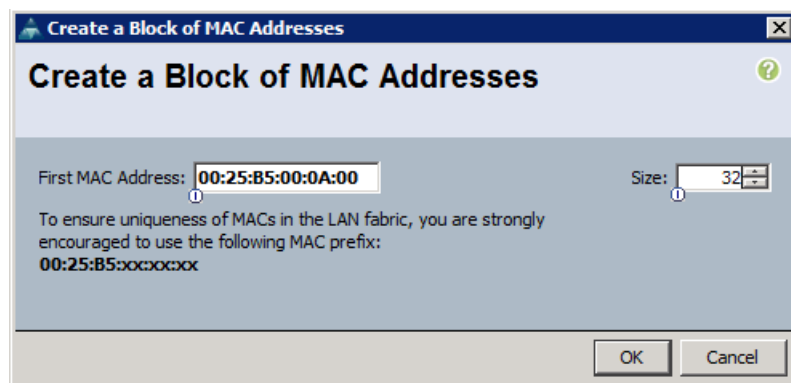 Create a Block of MAC Addresses
Create a Block of MAC Addresses
First MAC Address: 00:25:B5:00:0A:00 Size: 32
To ensure uniqueness of MACs in the LAN fabric, you are strongly
encouraged to use the following MAC prefix:
00:25:B5:xx:xx:xx
OK Cancel